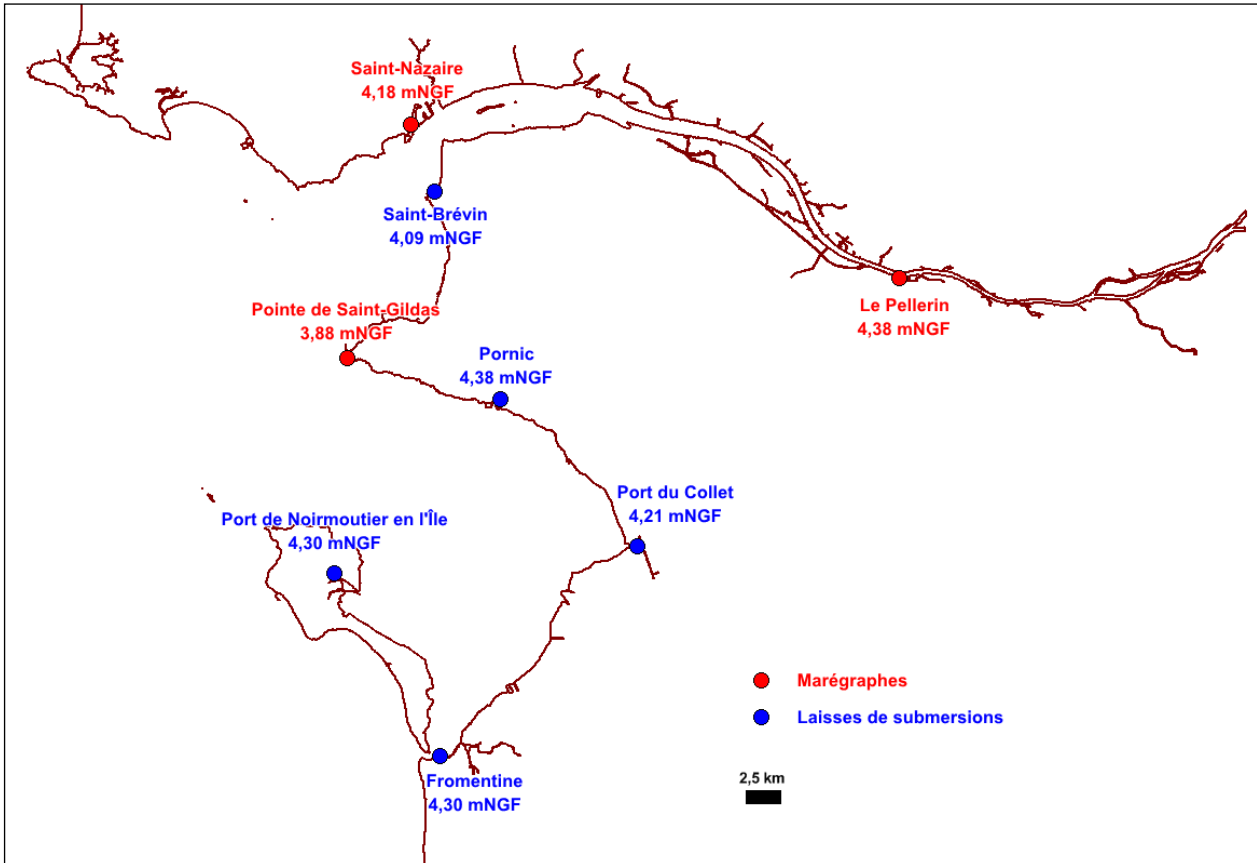 Saint-Nazaire
4,18 mNGF
Saint-Brévin
4,09 mNGF
Pointe de Saint-Gildas
3,88 mNGF
Le Pellerin
4,38 mNGF
Pornic
4,38 mNGF
Port du Collet
4,21 mNGF
Port de Noirmoutier en l'Île
4,30 mNGF
Marégraphes
Laisses de submersions
2,5 km
Fromentine
4,30 mNGF